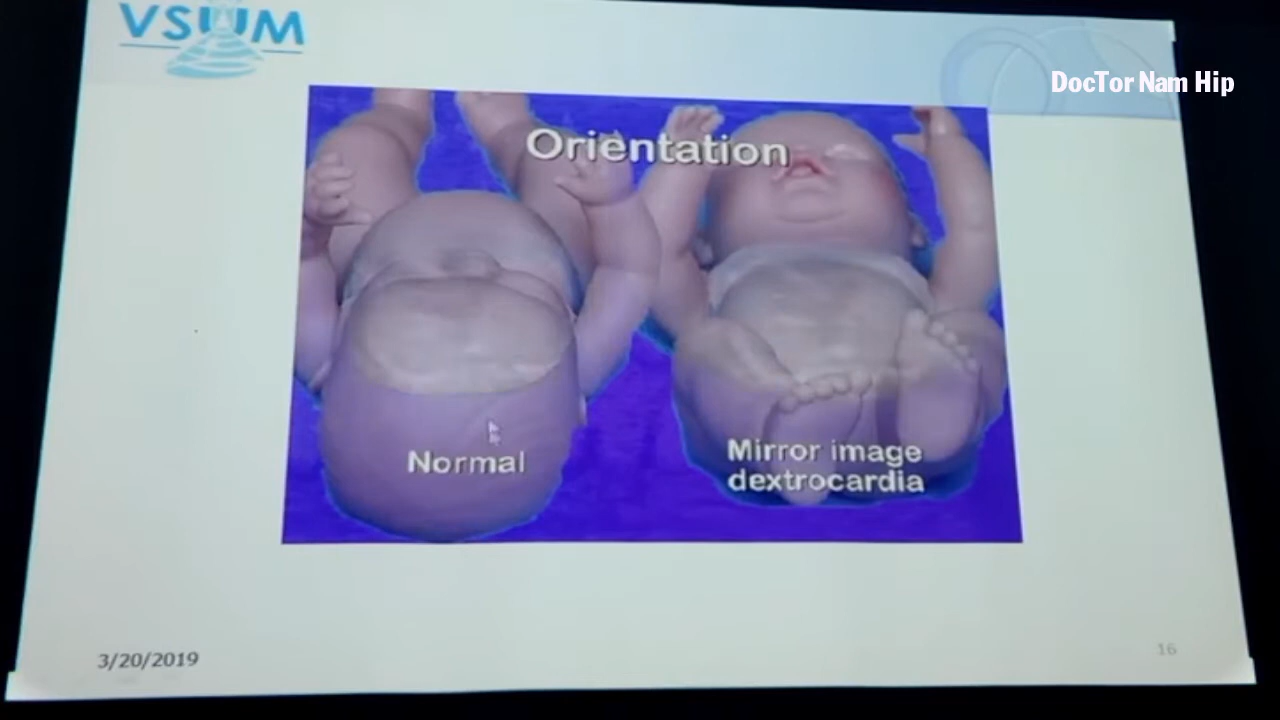 VSUM
DocTor Nam Hip
Orientation
Normal
Mirror image
dextrocardia
3/20/2019
16